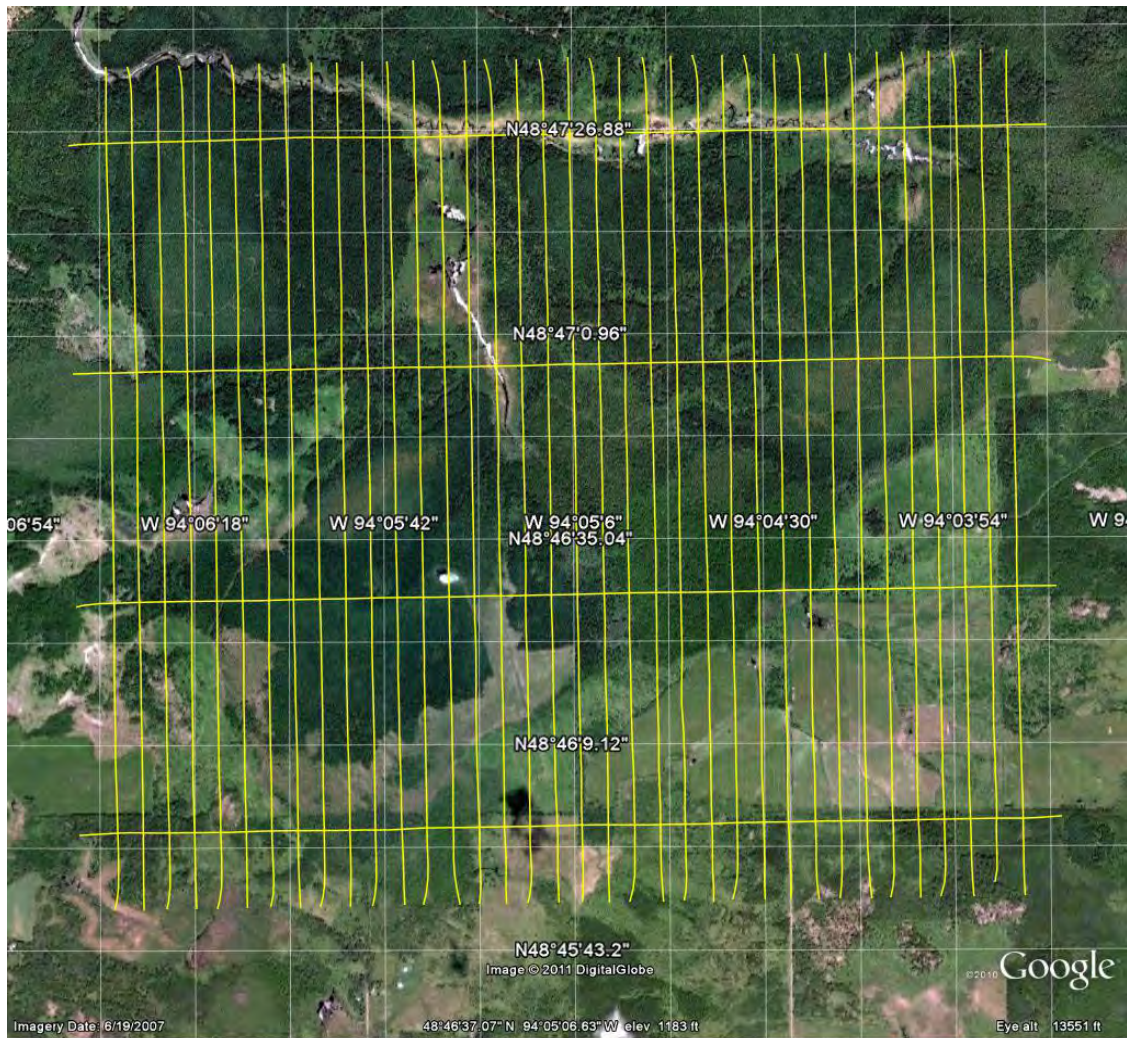 N48°47'26.88"
N48°47'0.96"
06'54" W 94°06'18" W 94°05'42" W 94°05'6" W 94°04'30" W 94°03'54" W 94
N48°46'35.04"
N48°46'9.12"
N48°45'43.2"
Image © 2011 DigitalGlobe
©2010 Google
Imagery Date: 6/19/2007 48°46'37.07" N 94°05'06.63" W elev 1183 ft Eye alt 13551 ft